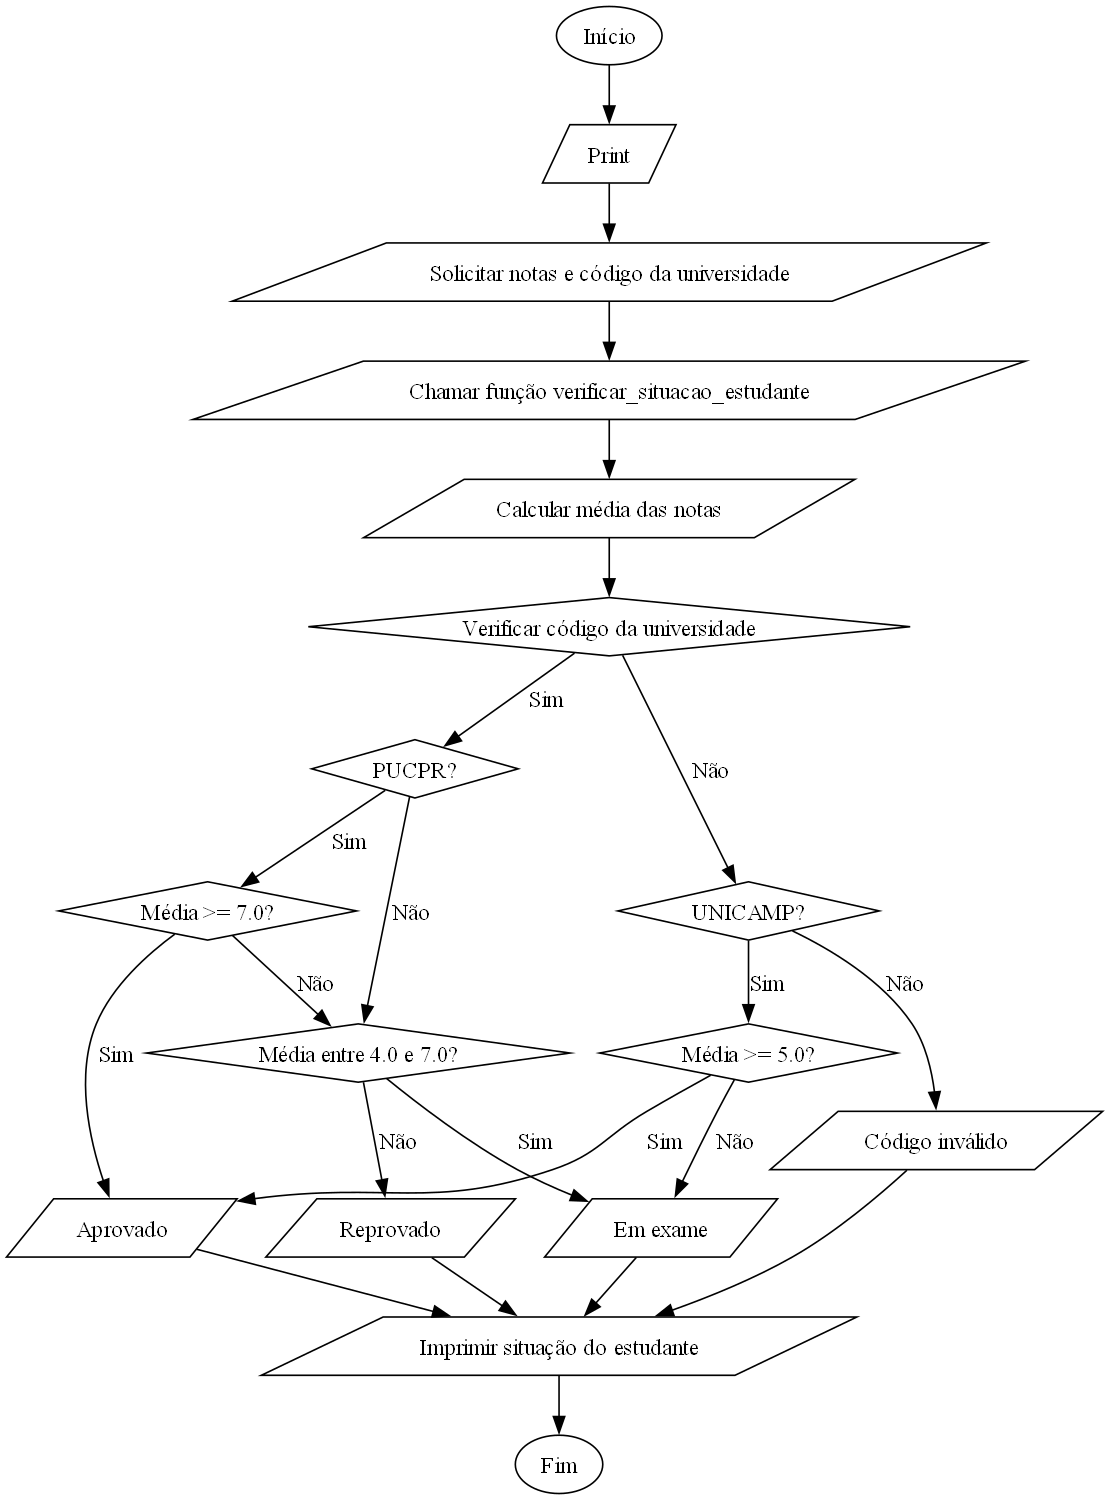 Início
Print
Solicitar notas e código da universidade
Chamar função verificar_situacao_estudante
Calcular média das notas
Verificar código da universidade
Sim
PUCPR?
Não
Sim
Média >= 7.0?
Não
UNICAMP?
Não
Sim
Não
Sim
Média entre 4.0 e 7.0?
Média >= 5.0?
Não
Sim
Sim
Não
Código inválido
Aprovado
Reprovado
Em exame
Imprimir situação do estudante
Fim